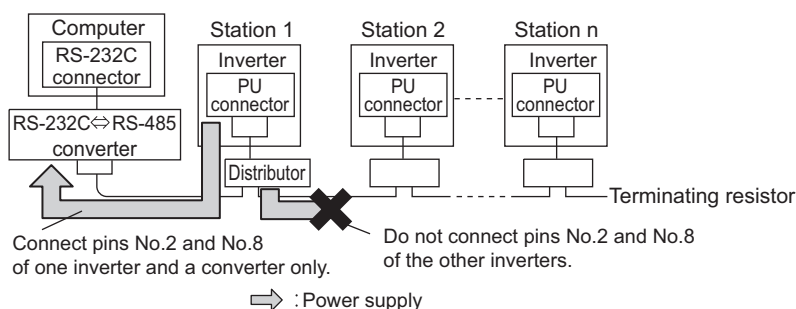 Computer
RS-232C
connector
RS-232C⇔RS-485
converter
Station 1
Inverter
PU
connector
Distributor
Station 2
Inverter
PU
connector
Station n
Inverter
PU
connector
Terminating resistor
Connect pins No.2 and No.8
of one inverter and a converter only.
Do not connect pins No.2 and No.8
of the other inverters.
: Power supply